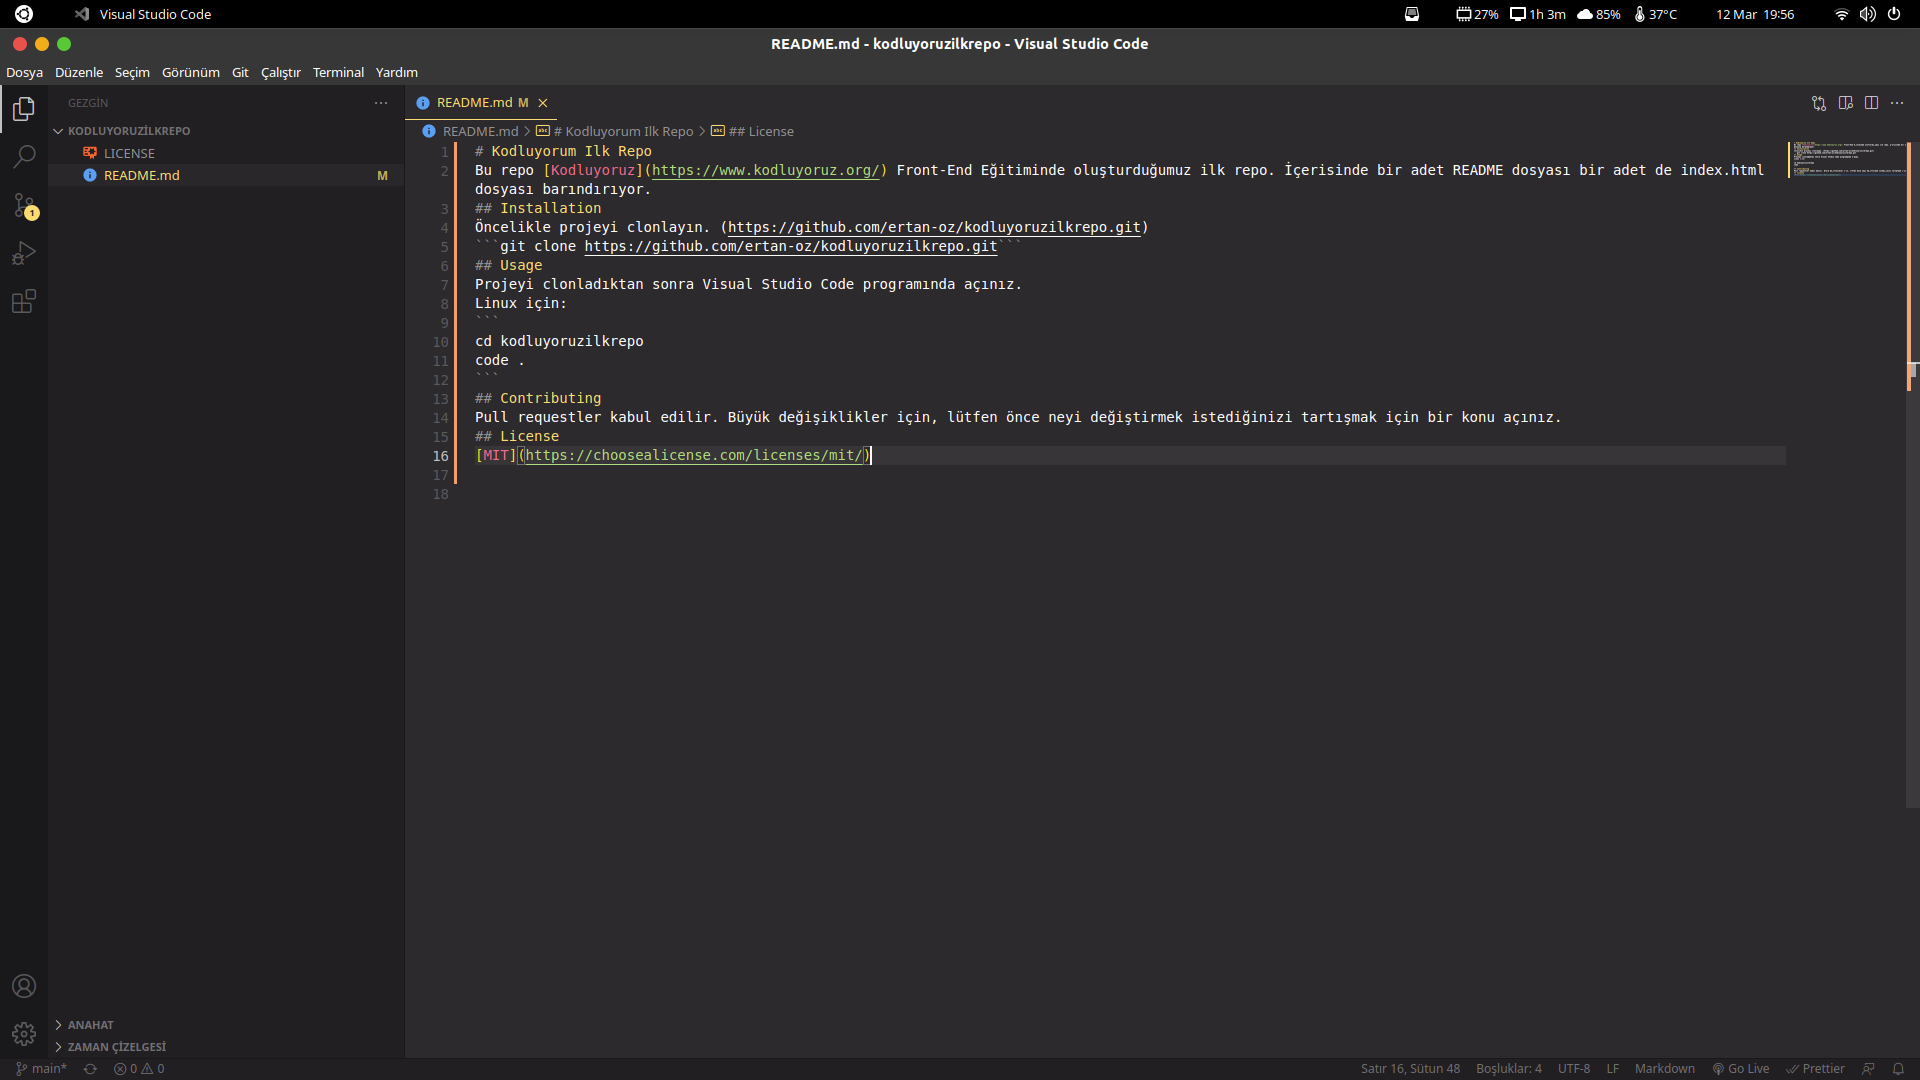 Visual Studio Code
27%
1h 3m
85%
37°C
12 Mar 19:56
README.md - kodluyoruzilkrepo - Visual Studio Code
Dosya Düzenle Seçim Görünüm Git Çalıştır Terminal Yardım
GEZGİN
KODLUYORUZİLKREPO
LICENSE
README.md M
1
README.md M
README.md > # Kodluyorum Ilk Repo > ## License
1 # Kodluyorum Ilk Repo
2 Bu repo [Kodluyoruz](https://www.kodluyoruz.org/) Front-End Eğitiminde oluşturduğumuz ilk repo. İçerisinde bir adet README dosyası bir adet de index.html
dosyası barındırıyor.
3 ## Installation
4 Öncelikle projeyi clonlayın. (https://github.com/ertan-oz/kodluyoruzilkrepo.git)
5 ```git clone https://github.com/ertan-oz/kodluyoruzilkrepo.git```
6 ## Usage
7 Projeyi clonladıktan sonra Visual Studio Code programında açınız.
8 Linux için:
9 ```
10 cd kodluyoruzilkrepo
11 code .
12 ```
13 ## Contributing
14 Pull requestler kabul edilir. Büyük değişiklikler için, lütfen önce neyi değiştirmek istediğinizi tartışmak için bir konu açınız.
15 ## License
16 [MIT](https://choosealicense.com/licenses/mit/)
17
18
ANAHAT
ZAMAN ÇİZELGESİ
main* 0 0
Satır 16, Sütun 48 Boşluklar: 4 UTF-8 LF Markdown Go Live Prettier